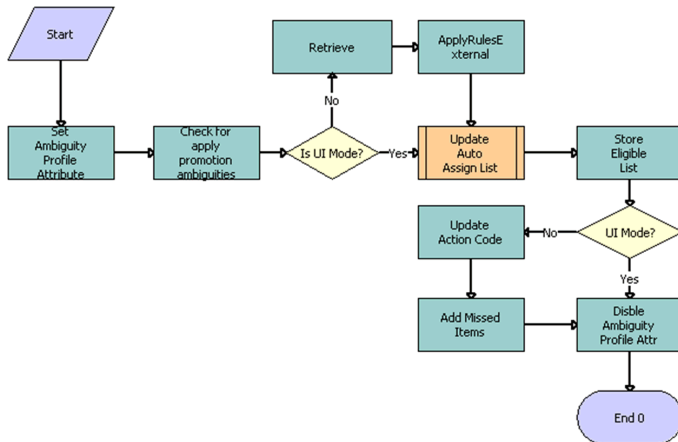 Start
Retrieve
ApplyRulesE
xternal
No
Set
Ambiguity
Profile
Attribute
Check for
apply
promotion
ambiguities
Is UI Mode?
Yes
Update
Auto
Assign List
Store
Eligible
List
Update
Action Code
No
UI Mode?
Yes
Add Missed
Items
Disble
Ambiguity
Profile Attr
End 0